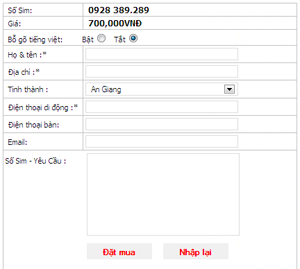 Số Sim: 0928 389.289
Giá: 700,000VNĐ
Bỗ gõ tiếng việt: Bật Tắt
Họ & tên :*
Địa chỉ :*
Tỉnh thành : An Giang
Điện thoại di động :*
Điện thoại bàn:
Email:
Số Sim - Yêu Cầu :
Đặt mua Nhập lại